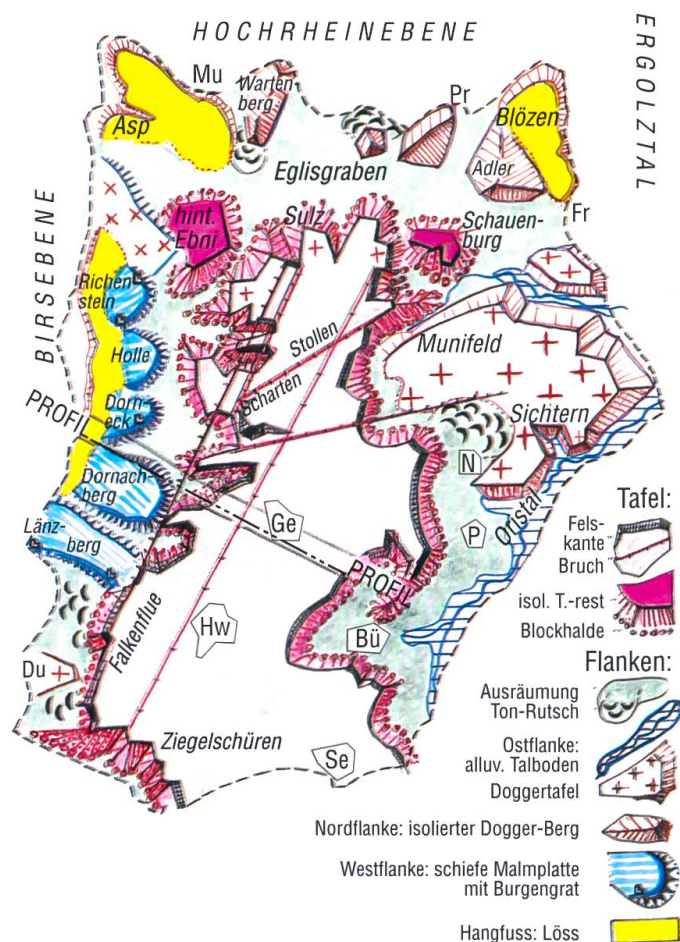 HOCHRHEINEBENE
ERGOLZTAL
Mu
Warten
berg
Pr
Asp
Blözen
Eglisgraben
Adler
Fr
hint.
Ebni
Sulz
Schauen-
burg
BIRSEBENE
Richen
stein
Holle
Dorn-
eck
Stollen
Scharten
Munifeld
Sichtern
PROFIL
Dornach-
berg
N
Länz-
berg
Ge
P
Oristal
PROFIL
Falkenflue
Hw
Bü
Du
Ziegelschüren
Se
Tafel:
Fels-
kante
Bruch
isol. T.-rest
Blockhalde
Flanken:
Ausräumung
Ton-Rutsch
Ostflanke:
alluv. Talboden
Doggertafel
Nordflanke: isolierter Dogger-Berg
Westflanke: schiefe Malmplatte
mit Burgengrat
Hangfuss: Löss